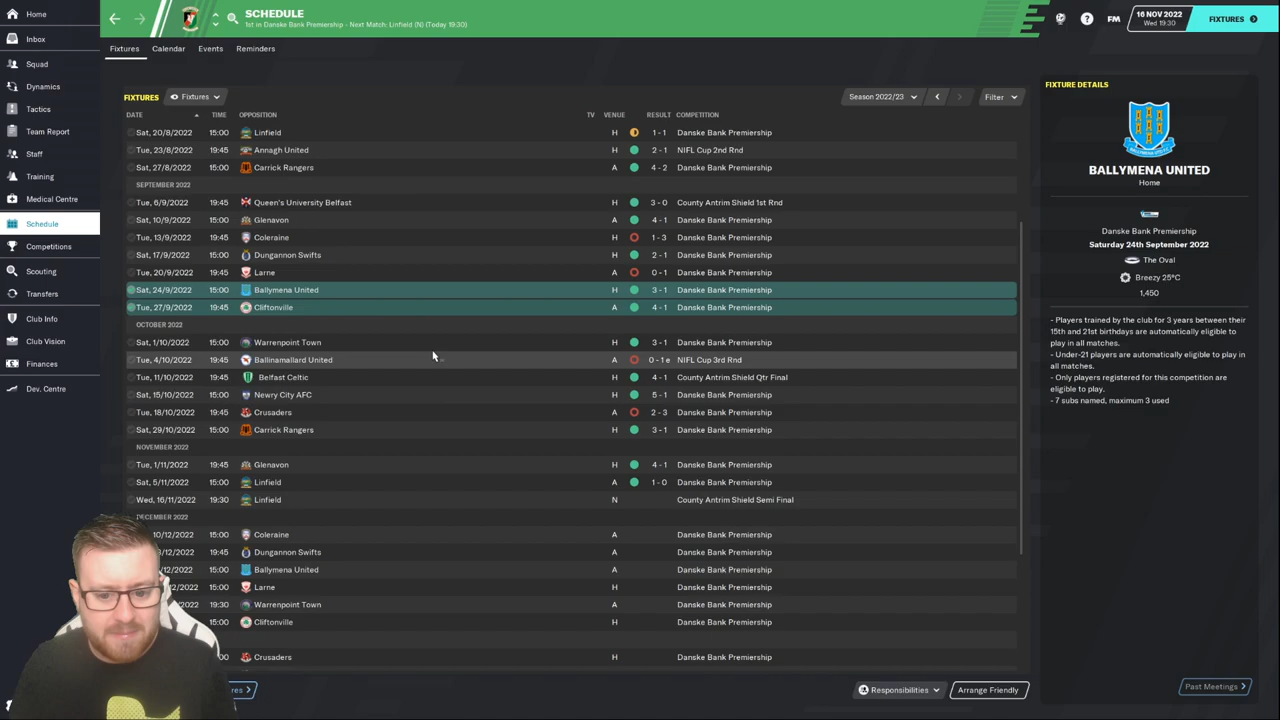 Home
SCHEDULE
1st in Danske Bank Premiership - Next Match: Linfield (N) (Today 19:30)
FM
16 NOV 2022
Wed 19:30
FIXTURES
Inbox
Squad
Dynamics
Tactics
Team Report
Staff
Training
Medical Centre
Schedule
Competitions
Scouting
Transfers
Club Info
Club Vision
Finances
Dev. Centre
Fixtures Calendar Events Reminders
FIXTURES Fixtures Season 2022/23 Filter
DATE TIME OPPOSITION TV VENUE RESULT COMPETITION
Sat, 20/8/2022 15:00 Linfield H 1 - 1 Danske Bank Premiership
Tue, 23/8/2022 19:45 Annagh United H 2 - 1 NIFL Cup 2nd Rnd
Sat, 27/8/2022 15:00 Carrick Rangers A 4 - 2 Danske Bank Premiership
SEPTEMBER 2022
Tue, 6/9/2022 19:45 Queen's University Belfast H 3 - 0 County Antrim Shield 1st Rnd
Sat, 10/9/2022 15:00 Glenavon A 4 - 1 Danske Bank Premiership
Tue, 13/9/2022 19:45 Coleraine H 1 - 3 Danske Bank Premiership
Sat, 17/9/2022 15:00 Dungannon Swifts H 2 - 1 Danske Bank Premiership
Tue, 20/9/2022 19:45 Larne A 0 - 1 Danske Bank Premiership
Sat, 24/9/2022 15:00 Ballymena United H 3 - 1 Danske Bank Premiership
Tue, 27/9/2022 19:45 Cliftonville A 4 - 1 Danske Bank Premiership
OCTOBER 2022
Sat, 1/10/2022 15:00 Warrenpoint Town H 3 - 1 Danske Bank Premiership
Tue, 4/10/2022 19:45 Ballinamallard United A 0 - 1 e NIFL Cup 3rd Rnd
Tue, 11/10/2022 19:45 Belfast Celtic H 4 - 1 County Antrim Shield Qtr Final
Sat, 15/10/2022 15:00 Newry City AFC H 5 - 1 Danske Bank Premiership
Tue, 18/10/2022 19:45 Crusaders A 2 - 3 Danske Bank Premiership
Sat, 29/10/2022 15:00 Carrick Rangers H 3 - 1 Danske Bank Premiership
NOVEMBER 2022
Tue, 1/11/2022 19:45 Glenavon H 4 - 1 Danske Bank Premiership
Sat, 5/11/2022 15:00 Linfield A 1 - 0 Danske Bank Premiership
Wed, 16/11/2022 19:30 Linfield N County Antrim Shield Semi Final
DECEMBER 2022
10/12/2022 15:00 Coleraine A Danske Bank Premiership
/12/2022 19:45 Dungannon Swifts A Danske Bank Premiership
/12/2022 15:00 Ballymena United A Danske Bank Premiership
/12/2022 15:00 Larne H Danske Bank Premiership
/2022 19:30 Warrenpoint Town A Danske Bank Premiership
15:00 Cliftonville H Danske Bank Premiership
Crusaders H Danske Bank Premiership
Responsibilities
Arrange Friendly
FIXTURE DETAILS
BALLYMENA UNITED
Home
Danske Bank Premiership
Saturday 24th September 2022
The Oval
Breezy 25°C
1,450
- Players trained by the club for 3 years between their
15th and 21st birthdays are automatically eligible to
play in all matches.
- Under-21 players are automatically eligible to play in
all matches.
- Only players registered for this competition are
eligible to play.
- 7 subs named, maximum 3 used
Past Meetings